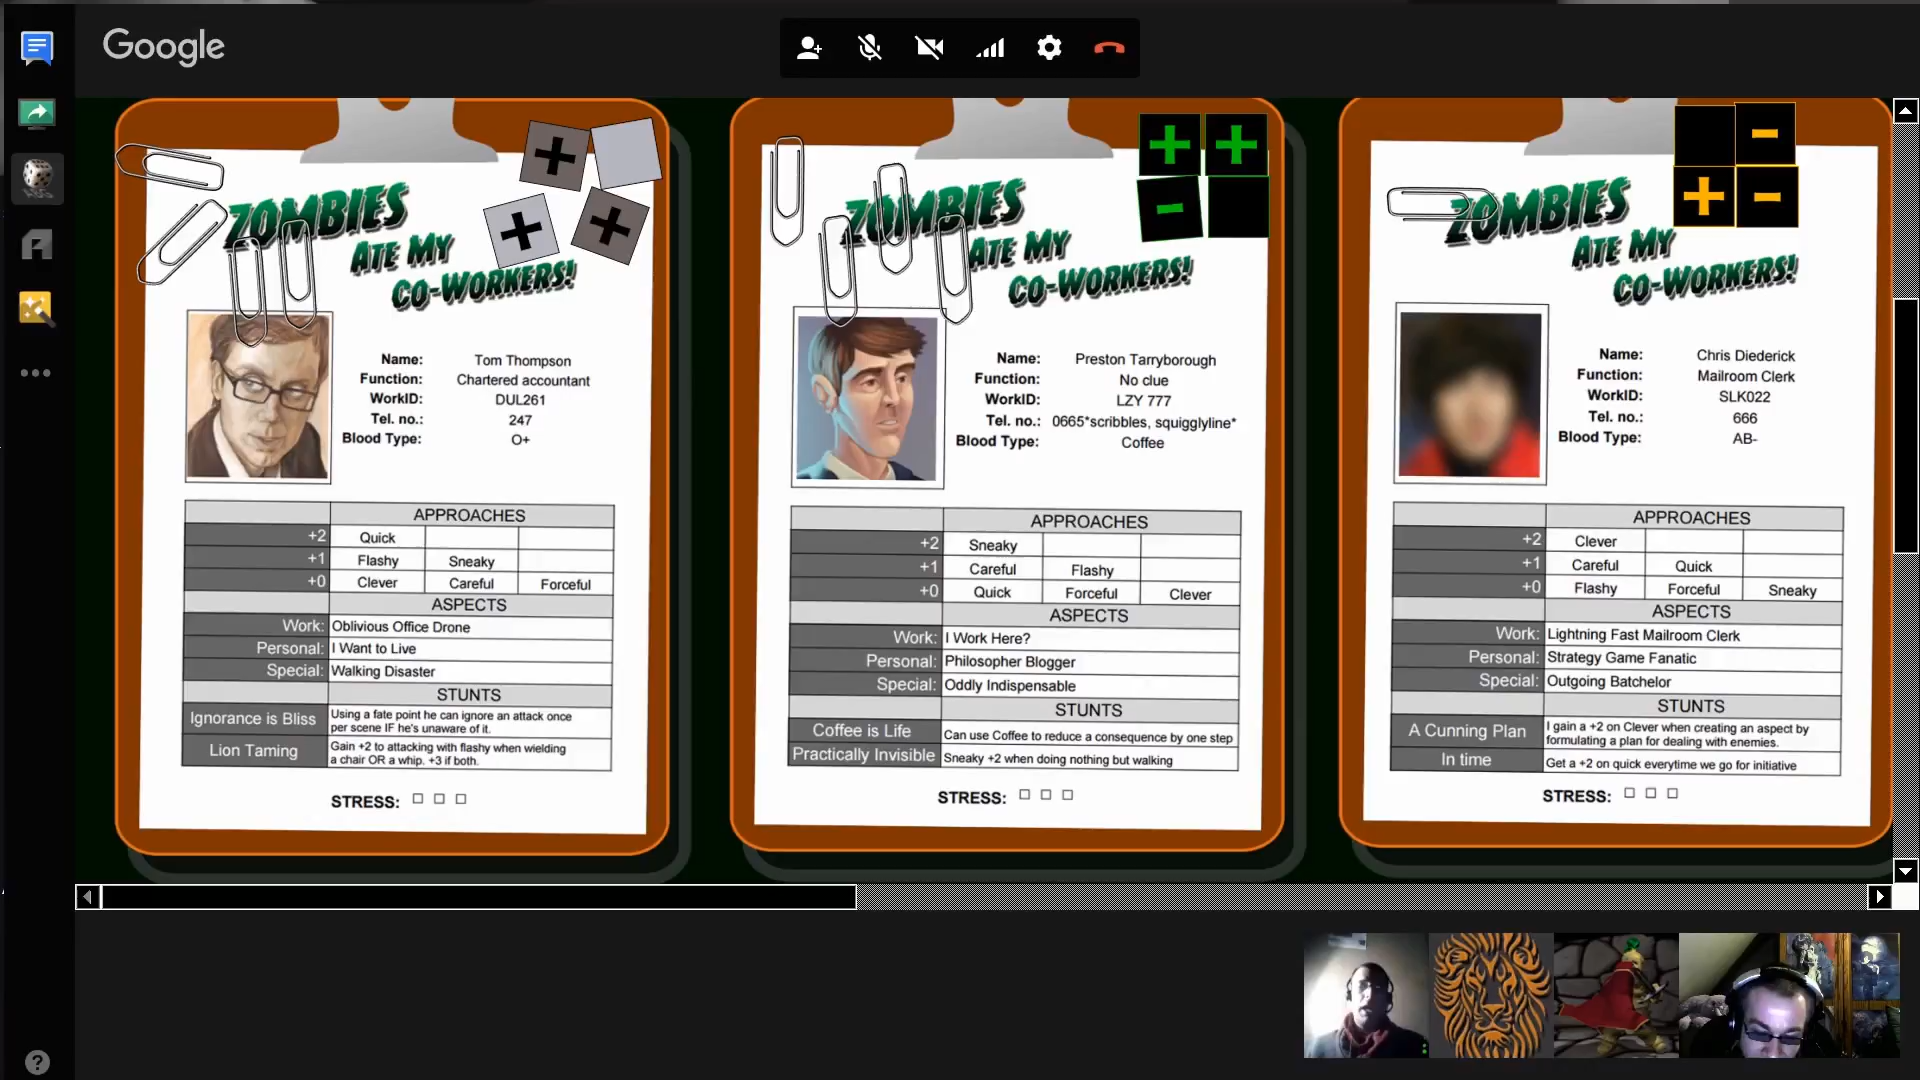 Google
ZOMBIES
ATE MY
CO-WORKERS!
Name: Tom Thompson
Function: Chartered accountant
WorkID: DUL261
Tel. no.: 247
Blood Type: O+
APPROACHES
+2 Quick
+1 Flashy Sneaky
+0 Clever Careful Forceful
ASPECTS
Work: Oblivious Office Drone
Personal: I Want to Live
Special: Walking Disaster
STUNTS
Ignorance is Bliss Using a fate point he can ignore an attack once
per scene IF he's unaware of it.
Lion Taming Gain +2 to attacking with flashy when wielding
a chair OR a whip. +3 if both.
STRESS:
ZOMBIES
ATE MY
CO-WORKERS!
Name: Preston Tarryborough
Function: No clue
WorkID: LZY 777
Tel. no.: 0665*scribbles, squigglyline*
Blood Type: Coffee
APPROACHES
+2 Sneaky
+1 Careful Flashy
+0 Quick Forceful Clever
ASPECTS
Work: I Work Here?
Personal: Philosopher Blogger
Special: Oddly Indispensable
STUNTS
Coffee is Life Can use Coffee to reduce a consequence by one step
Practically Invisible Sneaky +2 when doing nothing but walking
STRESS:
ZOMBIES
ATE MY
CO-WORKERS!
Name: Chris Diederick
Function: Mailroom Clerk
WorkID: SLK022
Tel. no.: 666
Blood Type: AB-
APPROACHES
+2 Clever
+1 Careful Quick
+0 Flashy Forceful Sneaky
ASPECTS
Work: Lightning Fast Mailroom Clerk
Personal: Strategy Game Fanatic
Special: Outgoing Batchelor
STUNTS
A Cunning Plan I gain a +2 on Clever when creating an aspect by
formulating a plan for dealing with enemies.
In time Get a +2 on quick everytime we go for initiative
STRESS: